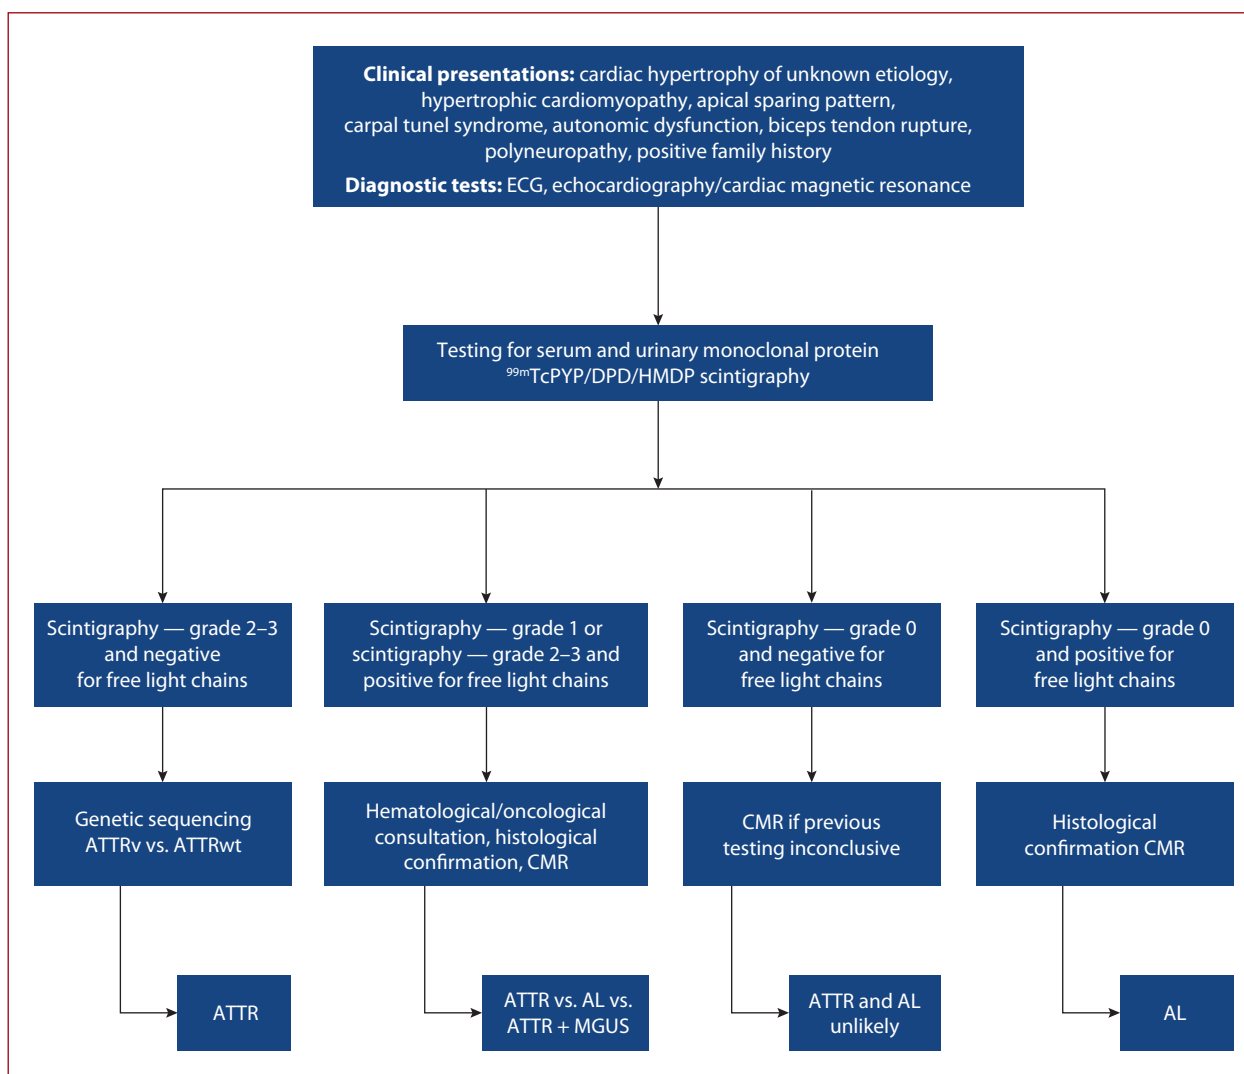 Clinical presentations: cardiac hypertrophy of unknown etiology,
hypertrophic cardiomyopathy, apical sparing pattern,
carpal tunel syndrome, autonomic dysfunction, biceps tendon rupture,
polyneuropathy, positive family history
Diagnostic tests: ECG, echocardiography/cardiac magnetic resonance
Testing for serum and urinary monoclonal protein
99mTcPYP/DPD/HMDP scintigraphy
Scintigraphy — grade 2–3
and negative
for free light chains
Scintigraphy — grade 1 or
scintigraphy — grade 2–3 and
positive for free light chains
Scintigraphy — grade 0
and negative for
free light chains
Scintigraphy — grade 0
and positive for
free light chains
Genetic sequencing
ATTRv vs. ATTRwt
Hematological/oncological
consultation, histological
confirmation, CMR
CMR if previous
testing inconclusive
Histological
confirmation CMR
ATTR
ATTR vs. AL vs.
ATTR + MGUS
ATTR and AL
unlikely
AL